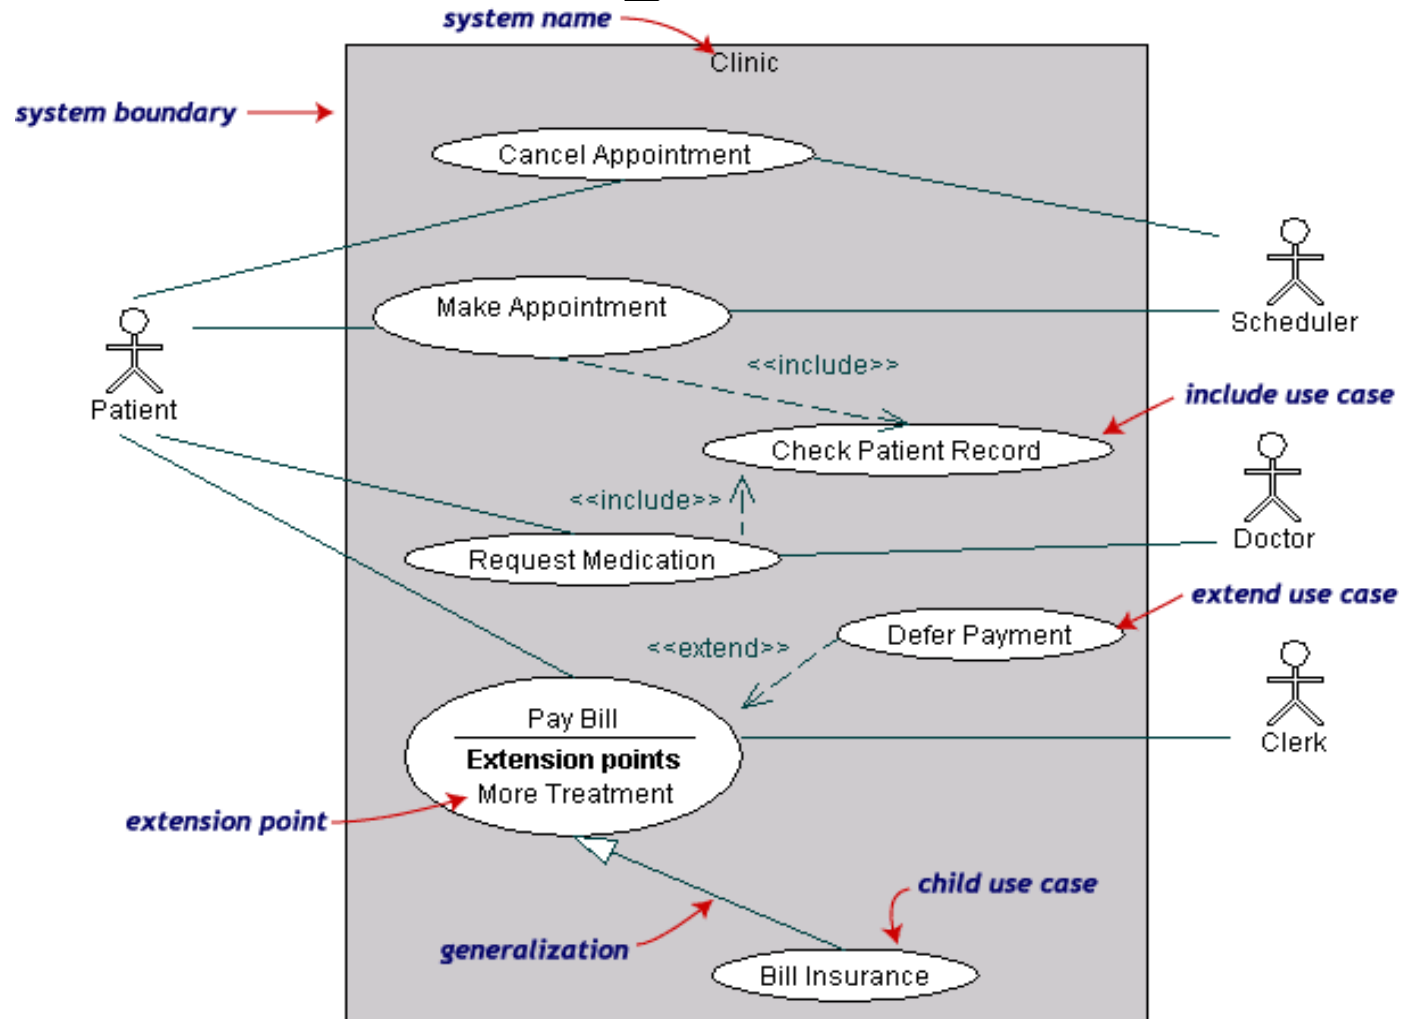 system name
Clinic
system boundary
Cancel Appointment
Make Appointment
Scheduler
<<include>>
Patient
include use case
Check Patient Record
<<include>>
Doctor
Request Medication
extend use case
Defer Payment
<<extend>>
Pay Bill
Clerk
Extension points
More Treatment
extension point
child use case
generalization
Bill Insurance